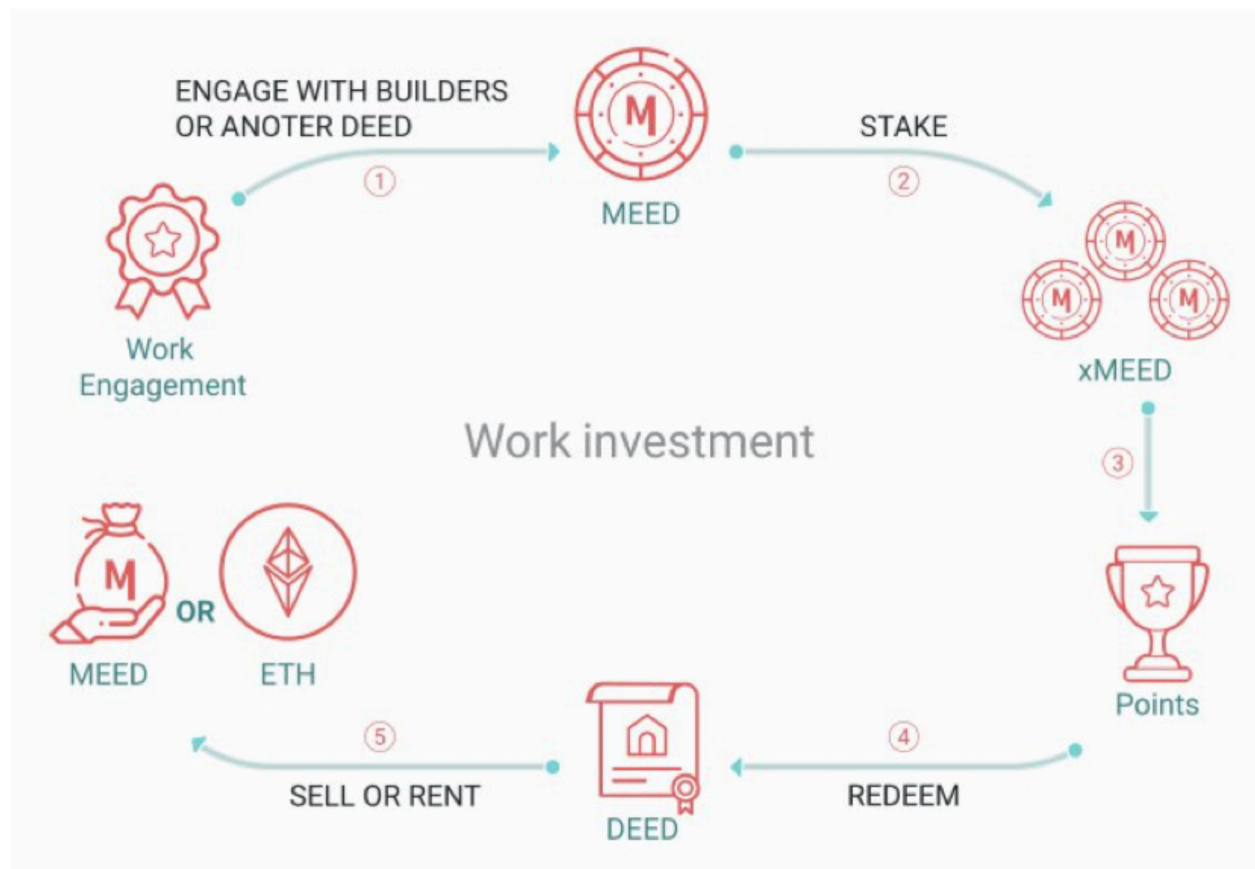 ENGAGE WITH BUILDERS
OR ANOTER DEED
1
MEED
STAKE
2
xMEED
Work
Engagement
Work investment
3
Points
MEED
OR
ETH
5
SELL OR RENT
DEED
4
REDEEM
M
M
M
M
M